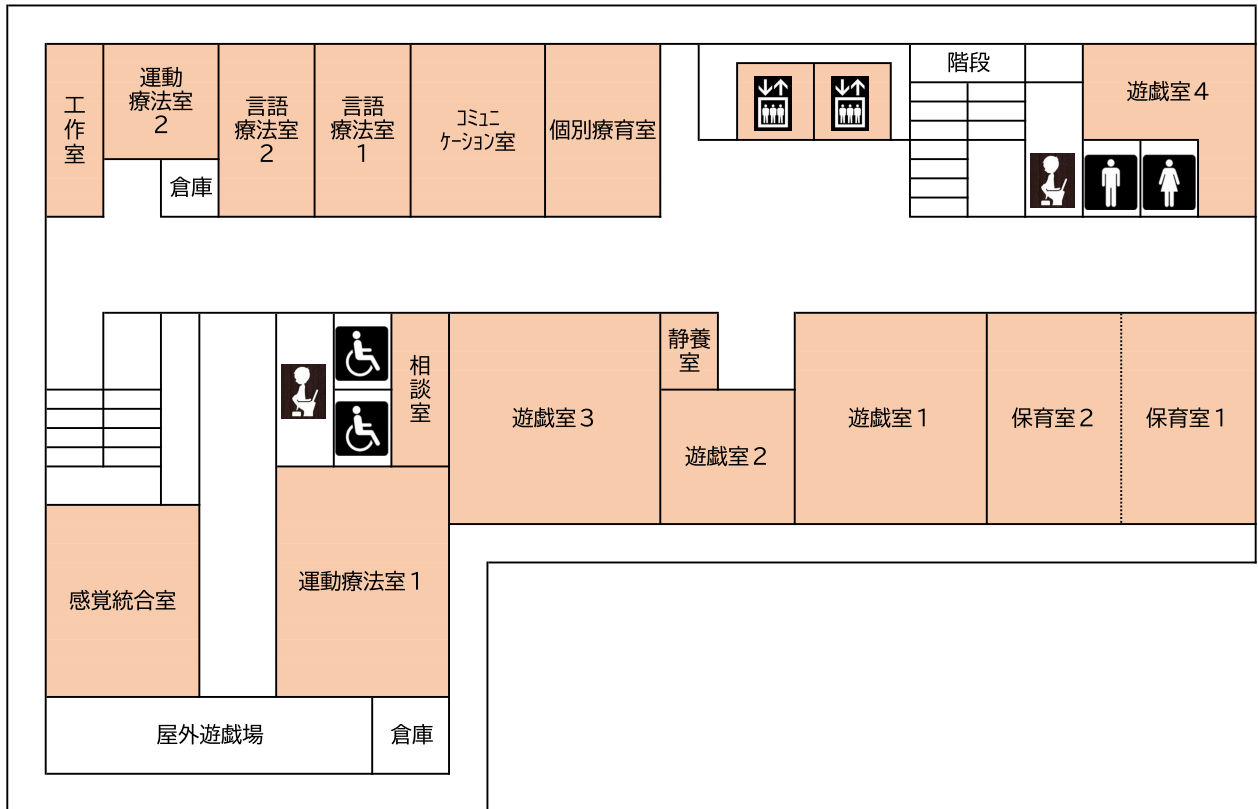 工
作
室
運動
療法室
2
倉庫
言語
療法室
2
言語
療法室
1
ｺﾐｭﾆ
ｹｰｼｮﾝ室
個別療育室
階段
遊戯室４
相
談
室
遊戯室３
静養
室
遊戯室２
遊戯室１
保育室２
保育室１
感覚統合室
運動療法室１
屋外遊戯場
倉庫